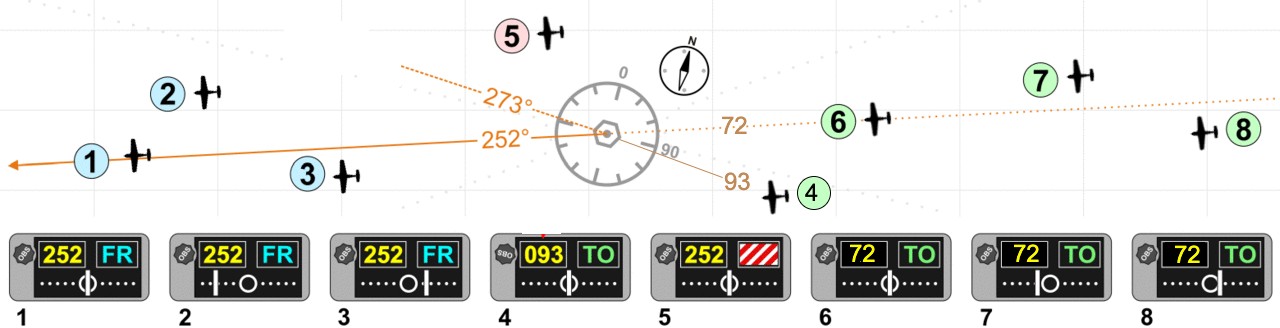 5
N
0
2
7
273°
6
72
8
252°
1
90
3
93
4
OBS 252 FR
OBS 252 FR
OBS 252 FR
OBS 093 TO
OBS 252
OBS 72 TO
OBS 72 TO
OBS 72 TO
1 2 3 4 5 6 7 8